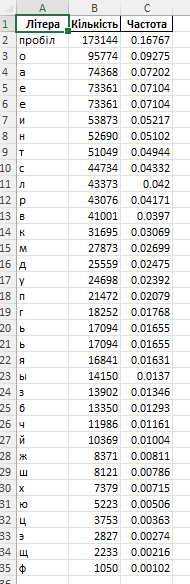 A B C
1 Літера Кількість Частота
2 пробіл 173144 0.16767
3 о 95774 0.09275
4 а 74368 0.07202
5 е 73361 0.07104
6 е 73361 0.07104
7 и 53873 0.05217
8 н 52690 0.05102
9 т 51049 0.04944
10 с 44734 0.04332
11 л 43373 0.042
12 р 43076 0.04171
13 в 41001 0.0397
14 к 31695 0.03069
15 м 27873 0.02699
16 д 25559 0.02475
17 у 24698 0.02392
18 п 21472 0.02079
19 г 18252 0.01768
20 ь 17094 0.01655
21 ь 17094 0.01655
22 я 16841 0.01631
23 ы 14150 0.0137
24 з 13902 0.01346
25 б 13350 0.01293
26 ч 11986 0.01161
27 й 10369 0.01004
28 ж 8371 0.00811
29 ш 8121 0.00786
30 х 7379 0.00715
31 ю 5223 0.00506
32 ц 3753 0.00363
33 э 2827 0.00274
34 щ 2233 0.00216
35 ф 1050 0.00102